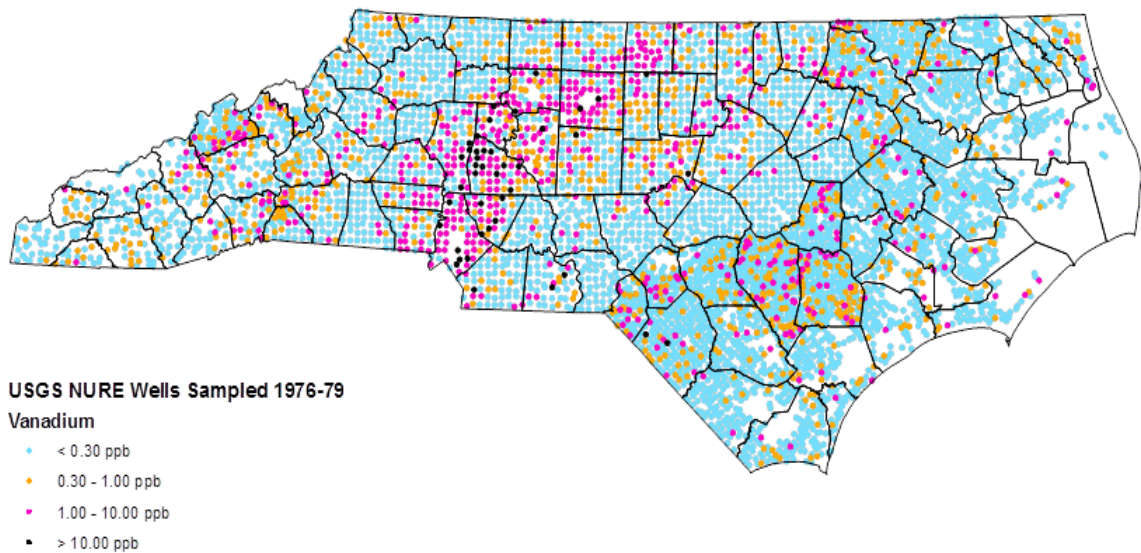 USGS NURE Wells Sampled 1976-79
Vanadium
< 0.30 ppb
0.30 - 1.00 ppb
1.00 - 10.00 ppb
> 10.00 ppb